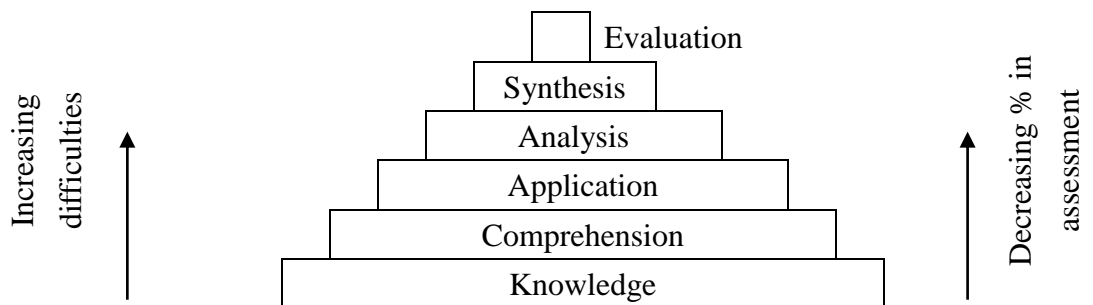 Evaluation
Synthesis
Analysis
Application
Comprehension
Knowledge
Increasing
difficulties
Decreasing % in
assessment